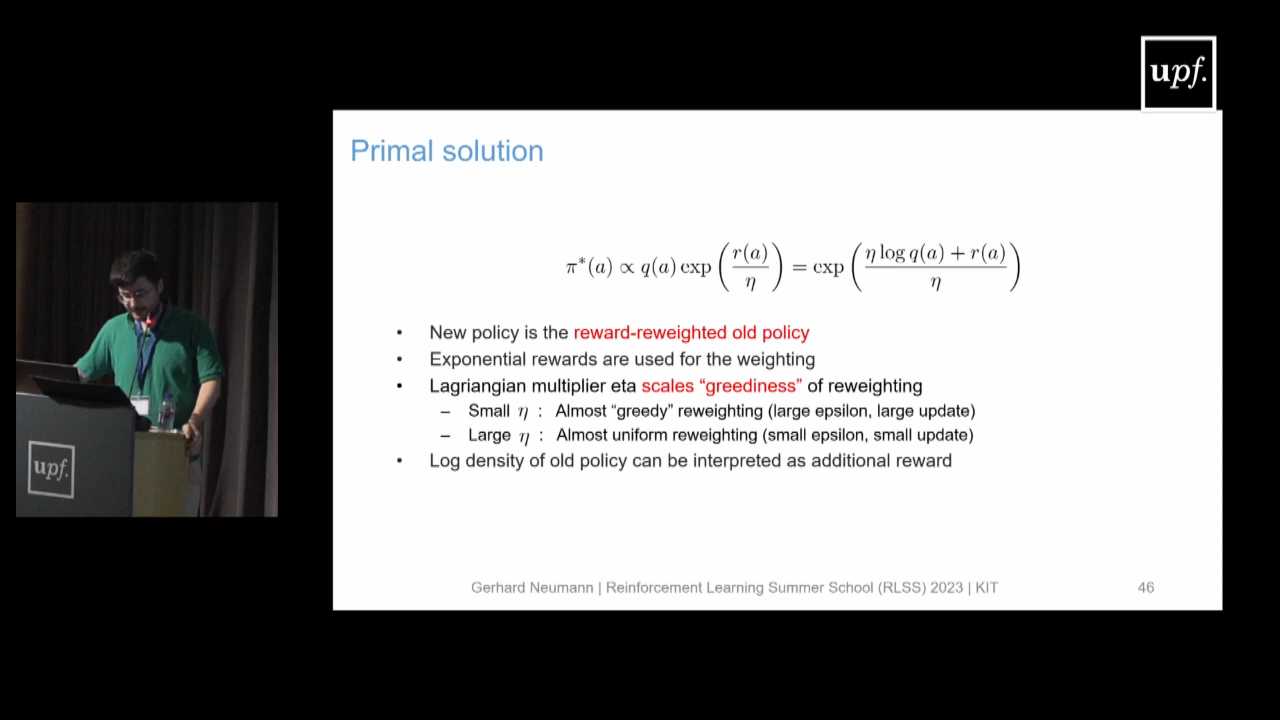 upf.
Primal solution
π*(a) ∝ q(a) exp (r(a)/η) = exp ((η log q(a) + r(a))/η)
• New policy is the reward-reweighted old policy
• Exponential rewards are used for the weighting
• Lagriangian multiplier eta scales “greediness” of reweighting
– Small η : Almost “greedy” reweighting (large epsilon, large update)
– Large η : Almost uniform reweighting (small epsilon, small update)
• Log density of old policy can be interpreted as additional reward
upf.
Gerhard Neumann | Reinforcement Learning Summer School (RLSS) 2023 | KIT
46